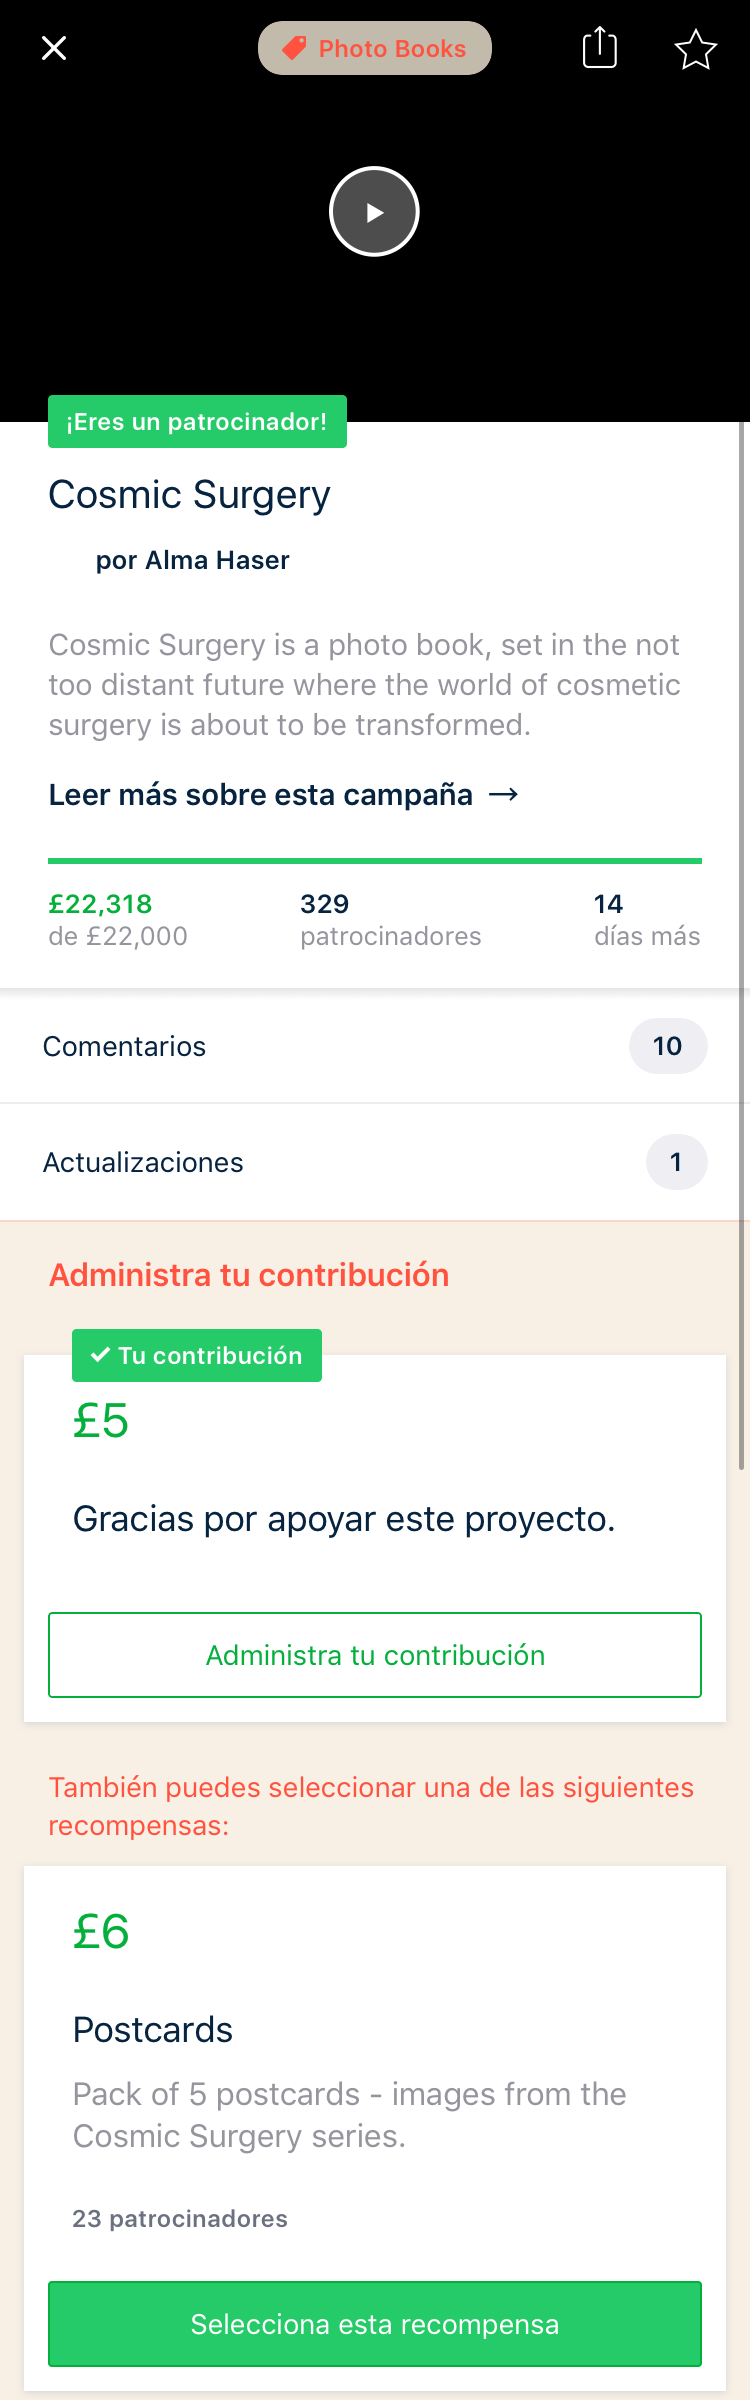 Photo Books
¡Eres un patrocinador!
Cosmic Surgery
por Alma Haser
Cosmic Surgery is a photo book, set in the not
too distant future where the world of cosmetic
surgery is about to be transformed.
Leer más sobre esta campaña →
£22,318
de £22,000
329
patrocinadores
14
días más
Comentarios
10
Actualizaciones
1
Administra tu contribución
Tu contribución
£5
Gracias por apoyar este proyecto.
Administra tu contribución
También puedes seleccionar una de las siguientes
recompensas:
£6
Postcards
Pack of 5 postcards - images from the
Cosmic Surgery series.
23 patrocinadores
Selecciona esta recompensa